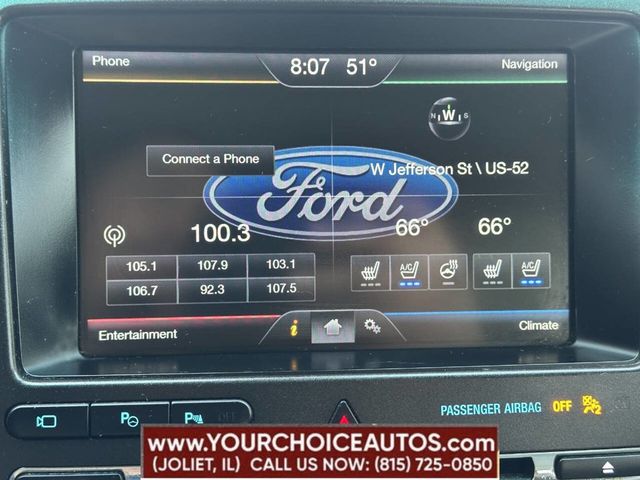 Phone
8:07 51°
Navigation
N W S
Connect a Phone
Ford
W Jefferson St \ US-52
100.3
66° 66°
105.1 107.9 103.1
106.7 92.3 107.5
A/C A/C
Entertainment
i
Climate
P P OFF
PASSENGER AIRBAG OFF 2
www.YOURCHOICEAUTOS.com
(JOLIET, IL) CALL US NOW: (815) 725-0850